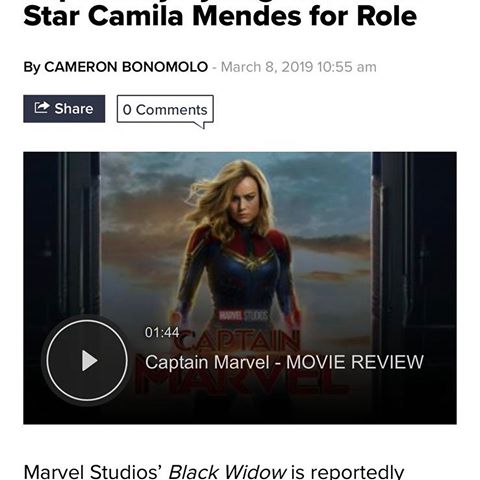 Star Camila Mendes for Role
By CAMERON BONOMOLO - March 8, 2019 10:55 am
Share
0 Comments
MARVEL STUDIOS
CAPTAIN
MARVEL
01:44
Captain Marvel - MOVIE REVIEW
Marvel Studios' Black Widow is reportedly